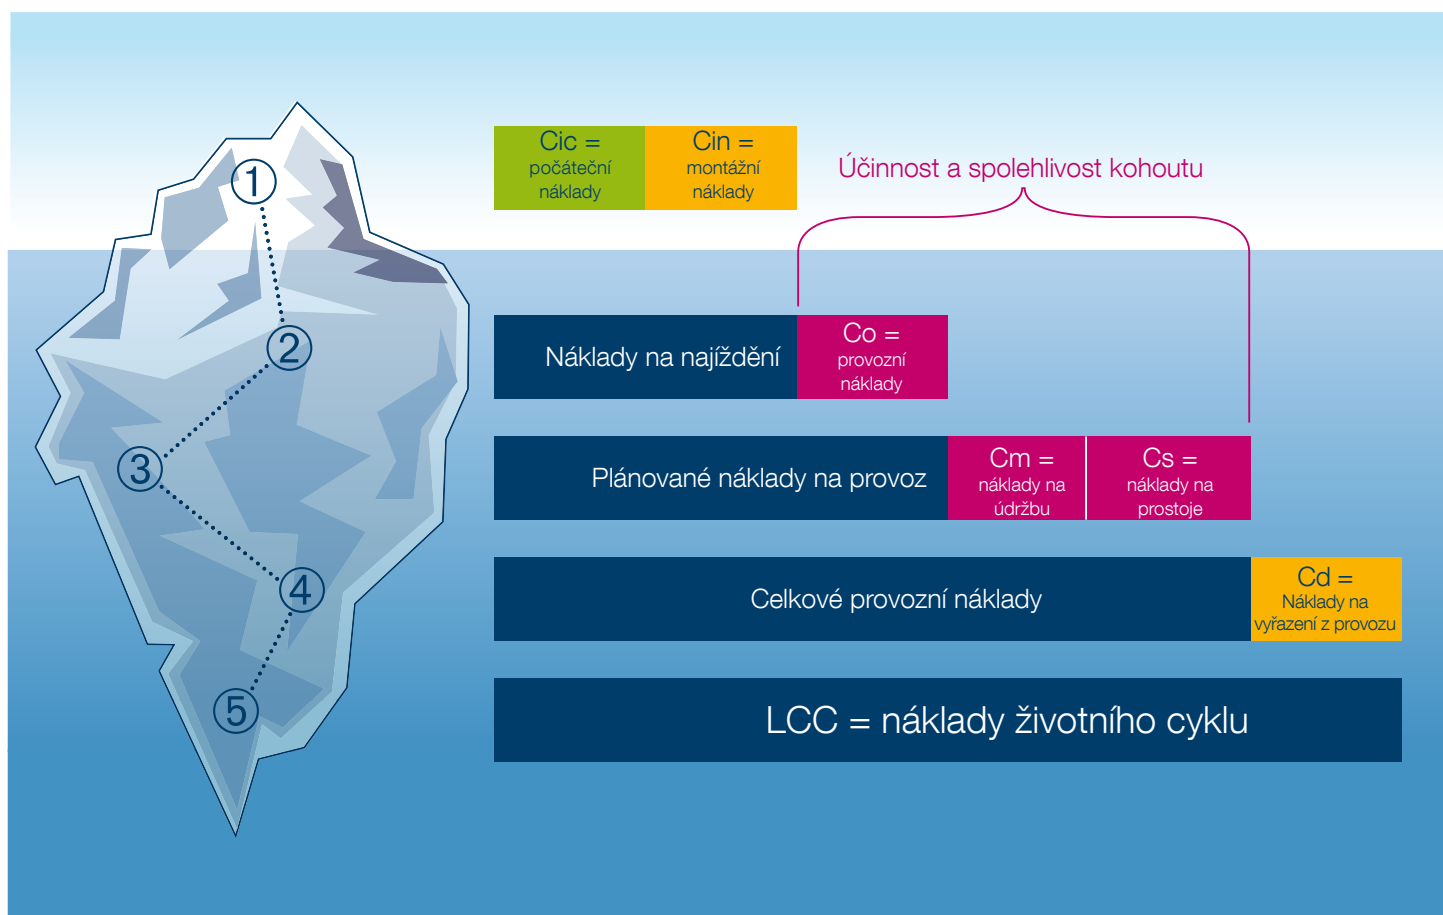 ①
Cic =
počáteční
náklady
Cin =
montážní
náklady
Účinnost a spolehlivost kohoutu
②
Náklady na najíždění
Co =
provozní
náklady
③
Plánované náklady na provoz
Cm =
náklady na
údržbu
Cs =
náklady na
prostoje
④
Celkové provozní náklady
Cd =
Náklady na
vyřazení z provozu
⑤
LCC = náklady životního cyklu